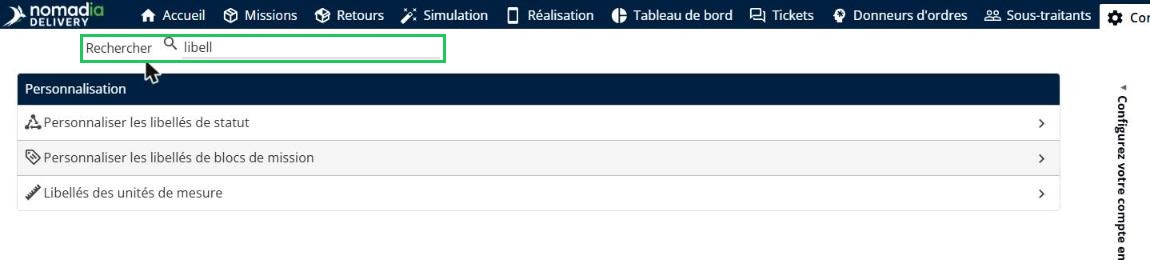 nomadia DELIVERY Accueil Missions Retours Simulation Réalisation Tableau de bord Tickets Donneurs d'ordres Sous-traitants
Rechercher libell
Personnalisation
Personnaliser les libellés de statut
Personnaliser les libellés de blocs de mission
Libellés des unités de mesure
Configurez votre compte en